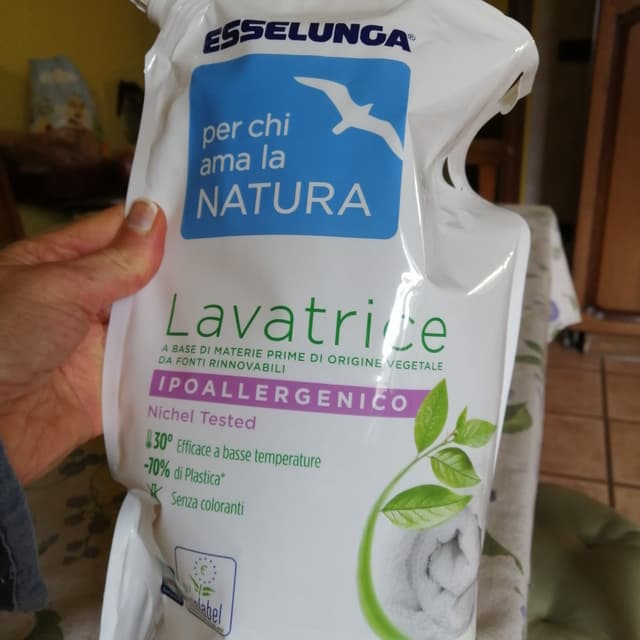 ESSELUNGA®
per chi
ama la
NATURA
Lavatrice
A BASE DI MATERIE PRIME DI ORIGINE VEGETALE
DA FONTI RINNOVABILI
IPOALLERGENICO
Nichel Tested
30° Efficace a basse temperature
-70% di Plastica*
Senza coloranti